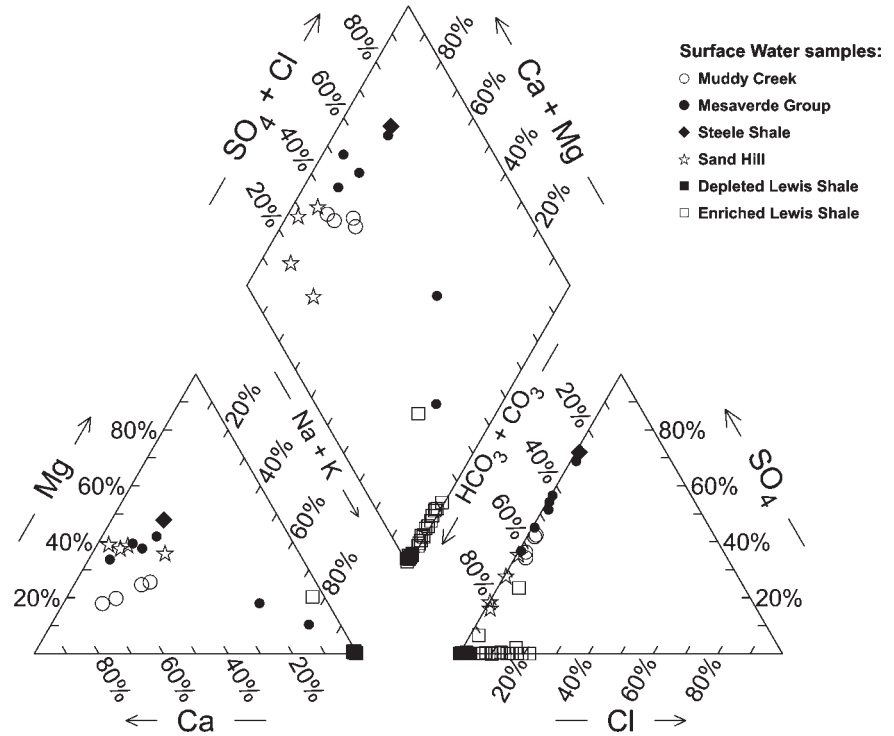 Surface Water samples:
Muddy Creek
Mesaverde Group
Steele Shale
Sand Hill
Depleted Lewis Shale
Enriched Lewis Shale
SO4 + Cl
80%
60%
40%
20%
Ca + Mg
80%
60%
40%
20%
Na + K
HCO3 + CO3
Mg
80%
60%
40%
20%
20%
40%
60%
80%
80%
60%
40%
20%
Ca
20%
40%
60%
80%
SO4
80%
60%
40%
20%
20%
40%
60%
80%
Cl